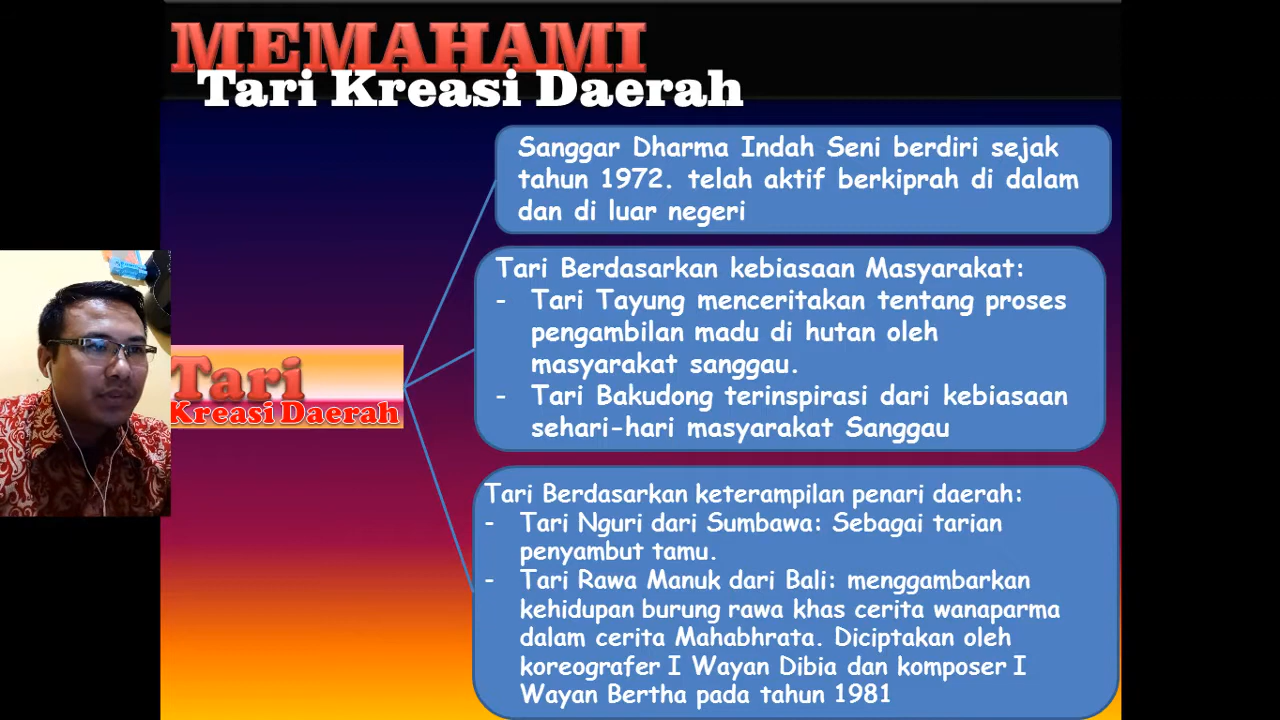 MEMAHAMI
Tari Kreasi Daerah
Sanggar Dharma Indah Seni berdiri sejak
tahun 1972. telah aktif berkiprah di dalam
dan di luar negeri
Tari Berdasarkan kebiasaan Masyarakat:
- Tari Tayung menceritakan tentang proses
pengambilan madu di hutan oleh
masyarakat sanggau.
- Tari Bakudong terinspirasi dari kebiasaan
sehari-hari masyarakat Sanggau
Tari
Kreasi Daerah
Tari Berdasarkan keterampilan penari daerah:
- Tari Nguri dari Sumbawa: Sebagai tarian
penyambut tamu.
- Tari Rawa Manuk dari Bali: menggambarkan
kehidupan burung rawa khas cerita wanaparma
dalam cerita Mahabhrata. Diciptakan oleh
koreografer I Wayan Dibia dan komposer I
Wayan Bertha pada tahun 1981